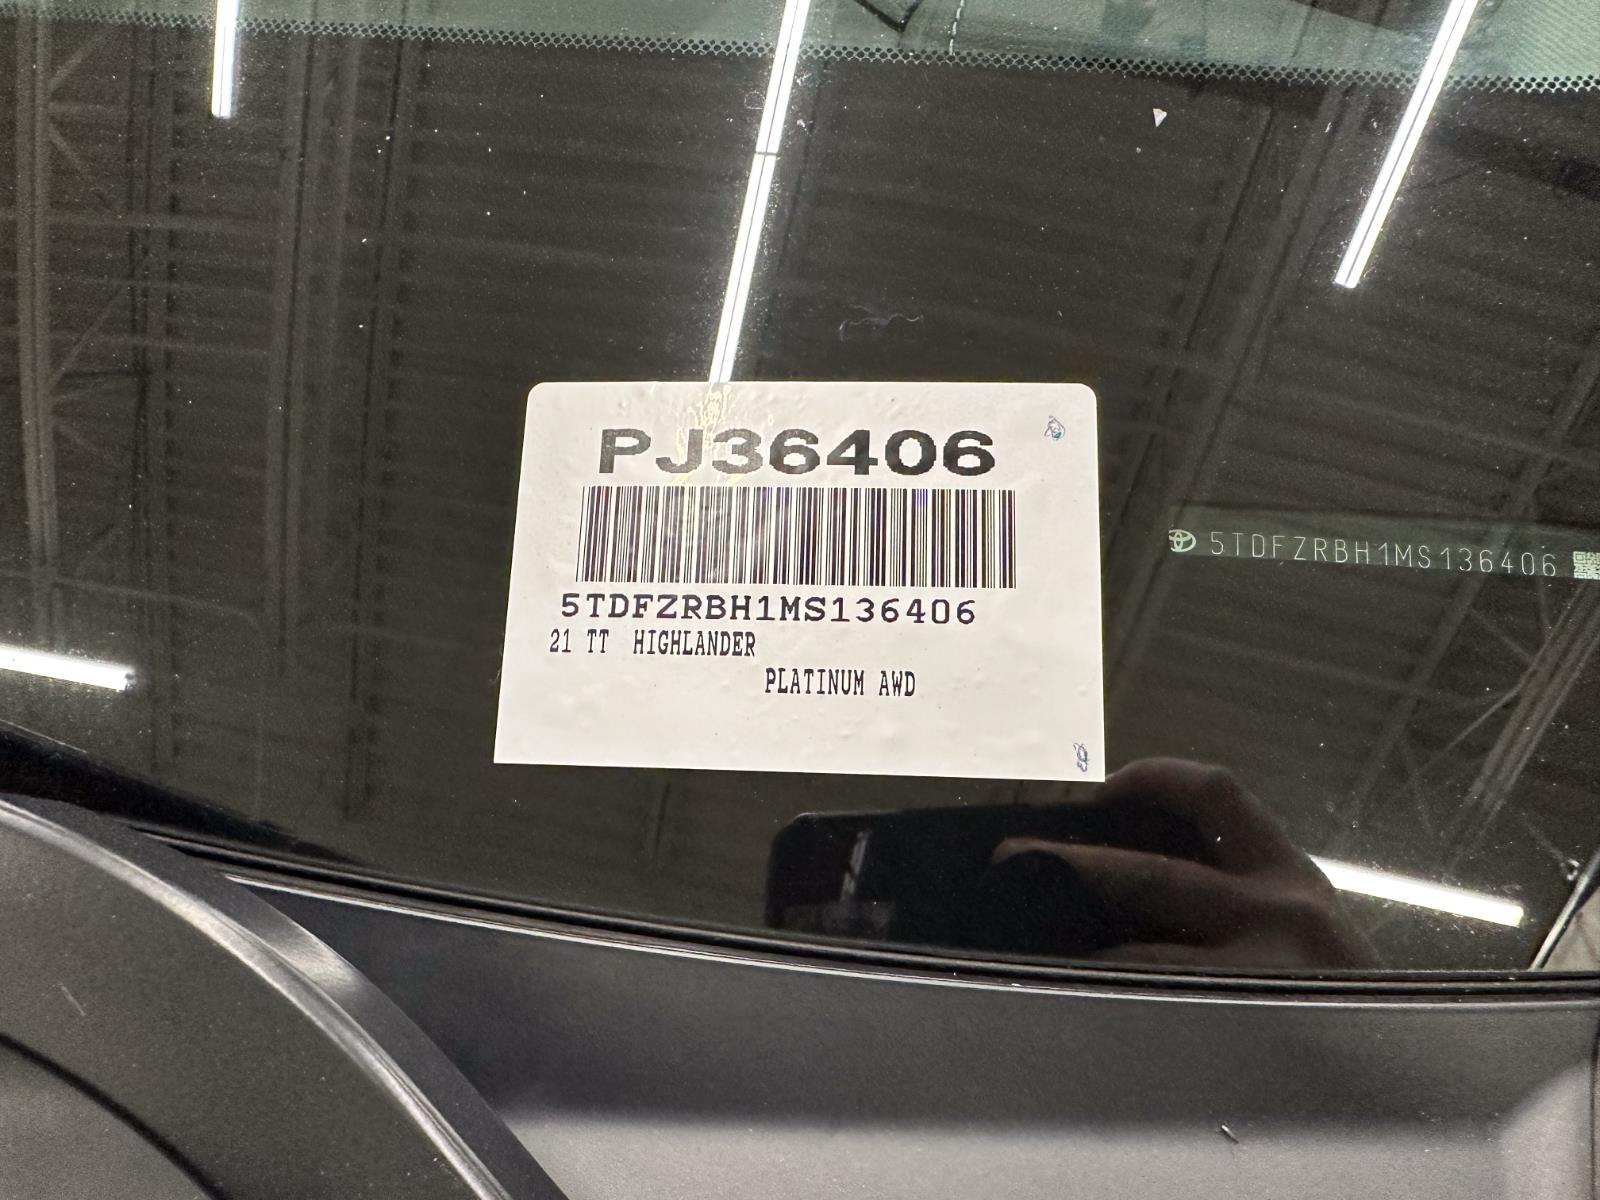 PJ36406
5TDFZRBH1MS136406
21 TT HIGHLANDER
PLATINUM AWD
5TDFZRBH1MS136406